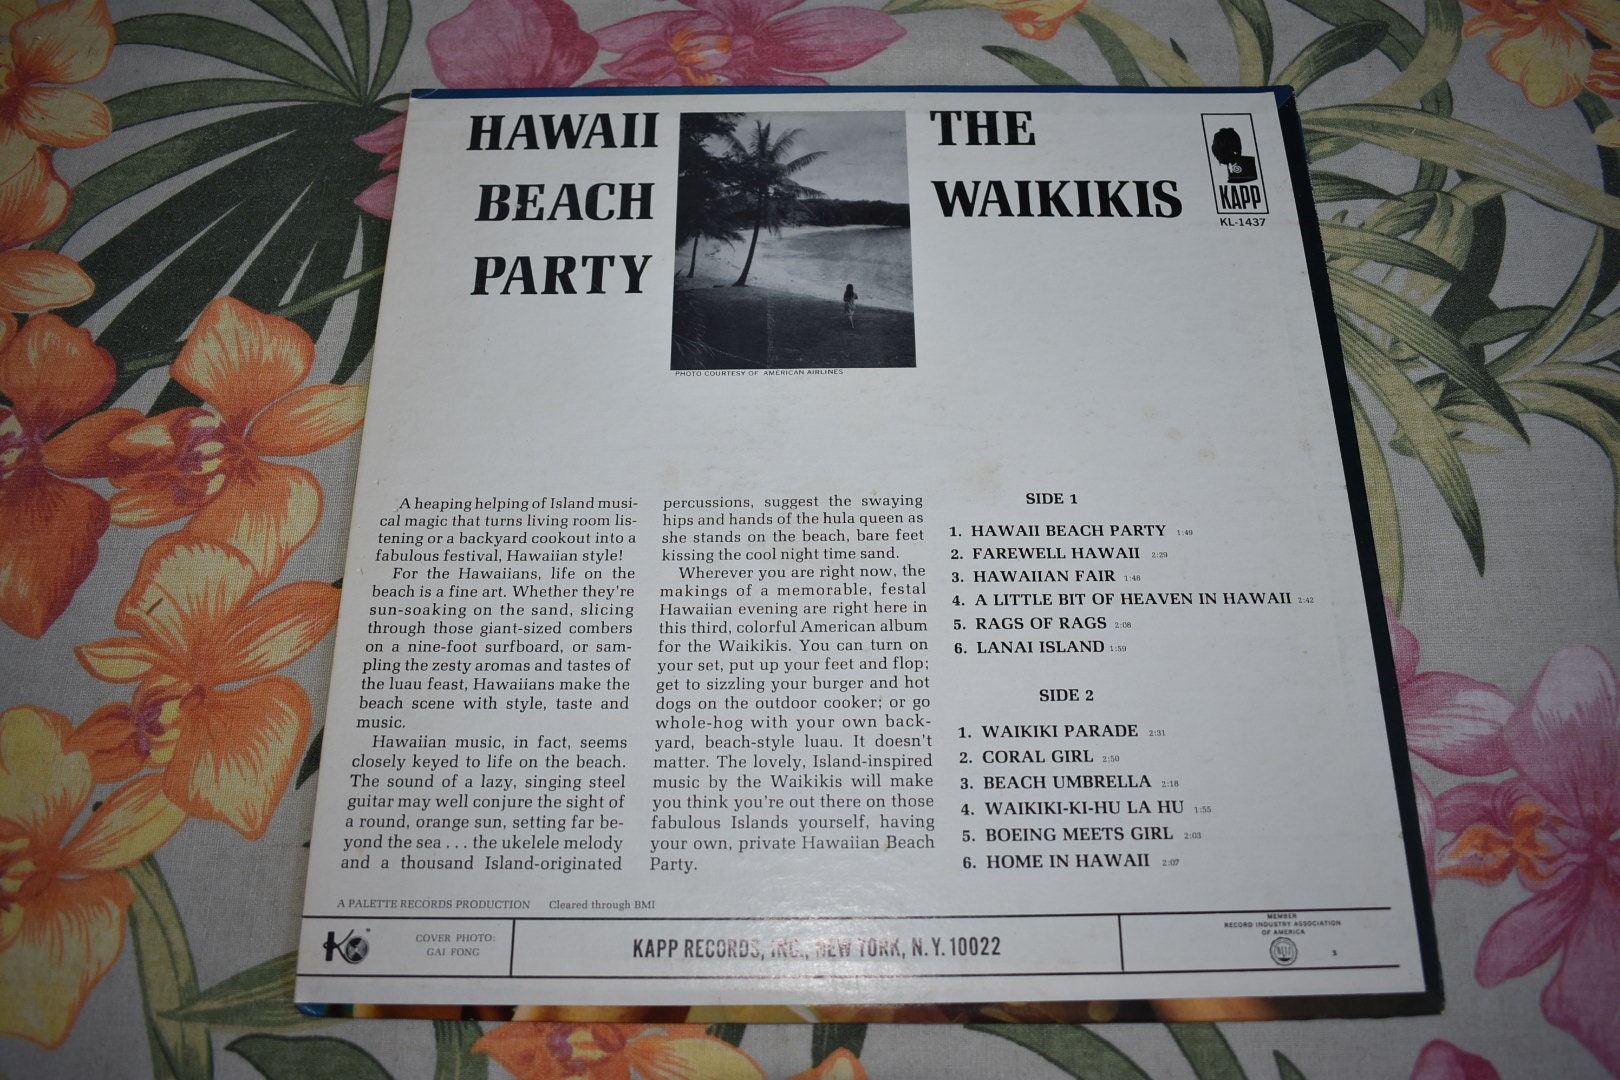 HAWAII
BEACH
PARTY
THE
WAIKIKIS
KAPP
KL-1437
PHOTO COURTESY OF AMERICAN AIRLINES
A heaping helping of Island musi-
cal magic that turns living room lis-
tening or a backyard cookout into a
fabulous festival, Hawaiian style!
For the Hawaiians, life on the
beach is a fine art. Whether they're
sun-soaking on the sand, slicing
through those giant-sized combers
on a nine-foot surfboard, or sam-
pling the zesty aromas and tastes of
the luau feast, Hawaiians make the
beach scene with style, taste and
music.
Hawaiian music, in fact, seems
closely keyed to life on the beach.
The sound of a lazy, singing steel
guitar may well conjure the sight of
a round, orange sun, setting far be-
yond the sea . . . the ukelele melody
and a thousand Island-originated
percussions, suggest the swaying
hips and hands of the hula queen as
she stands on the beach, bare feet
kissing the cool night time sand.
Wherever you are right now, the
makings of a memorable, festal
Hawaiian evening are right here in
this third, colorful American album
for the Waikikis. You can turn on
your set, put up your feet and flop;
get to sizzling your burger and hot
dogs on the outdoor cooker; or go
whole-hog with your own back-
yard, beach-style luau. It doesn't
matter. The lovely, Island-inspired
music by the Waikikis will make
you think you're out there on those
fabulous Islands yourself, having
your own, private Hawaiian Beach
Party.
SIDE 1
1. HAWAII BEACH PARTY 1:49
2. FAREWELL HAWAII 2:29
3. HAWAIIAN FAIR 1:48
4. A LITTLE BIT OF HEAVEN IN HAWAII 2:42
5. RAGS OF RAGS 2:08
6. LANAI ISLAND 1:59
SIDE 2
1. WAIKIKI PARADE 2:31
2. CORAL GIRL 2:50
3. BEACH UMBRELLA 2:18
4. WAIKIKI-KI-HU LA HU 1:55
5. BOEING MEETS GIRL 2:03
6. HOME IN HAWAII 2:07
A PALETTE RECORDS PRODUCTION Cleared through BMI
COVER PHOTO:
GAI FONG
KAPP RECORDS, INC., NEW YORK, N. Y. 10022
MEMBER
RECORD INDUSTRY ASSOCIATION
OF AMERICA
3